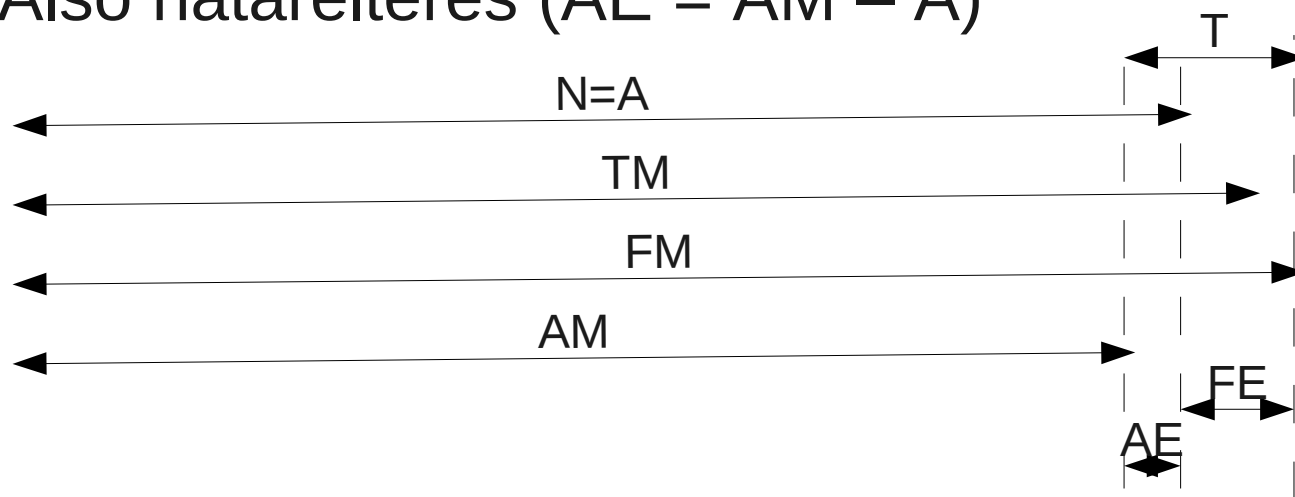 Alsó határeltérés (AE = AM – A)
T
N=A
TM
FM
AM
FE
AE